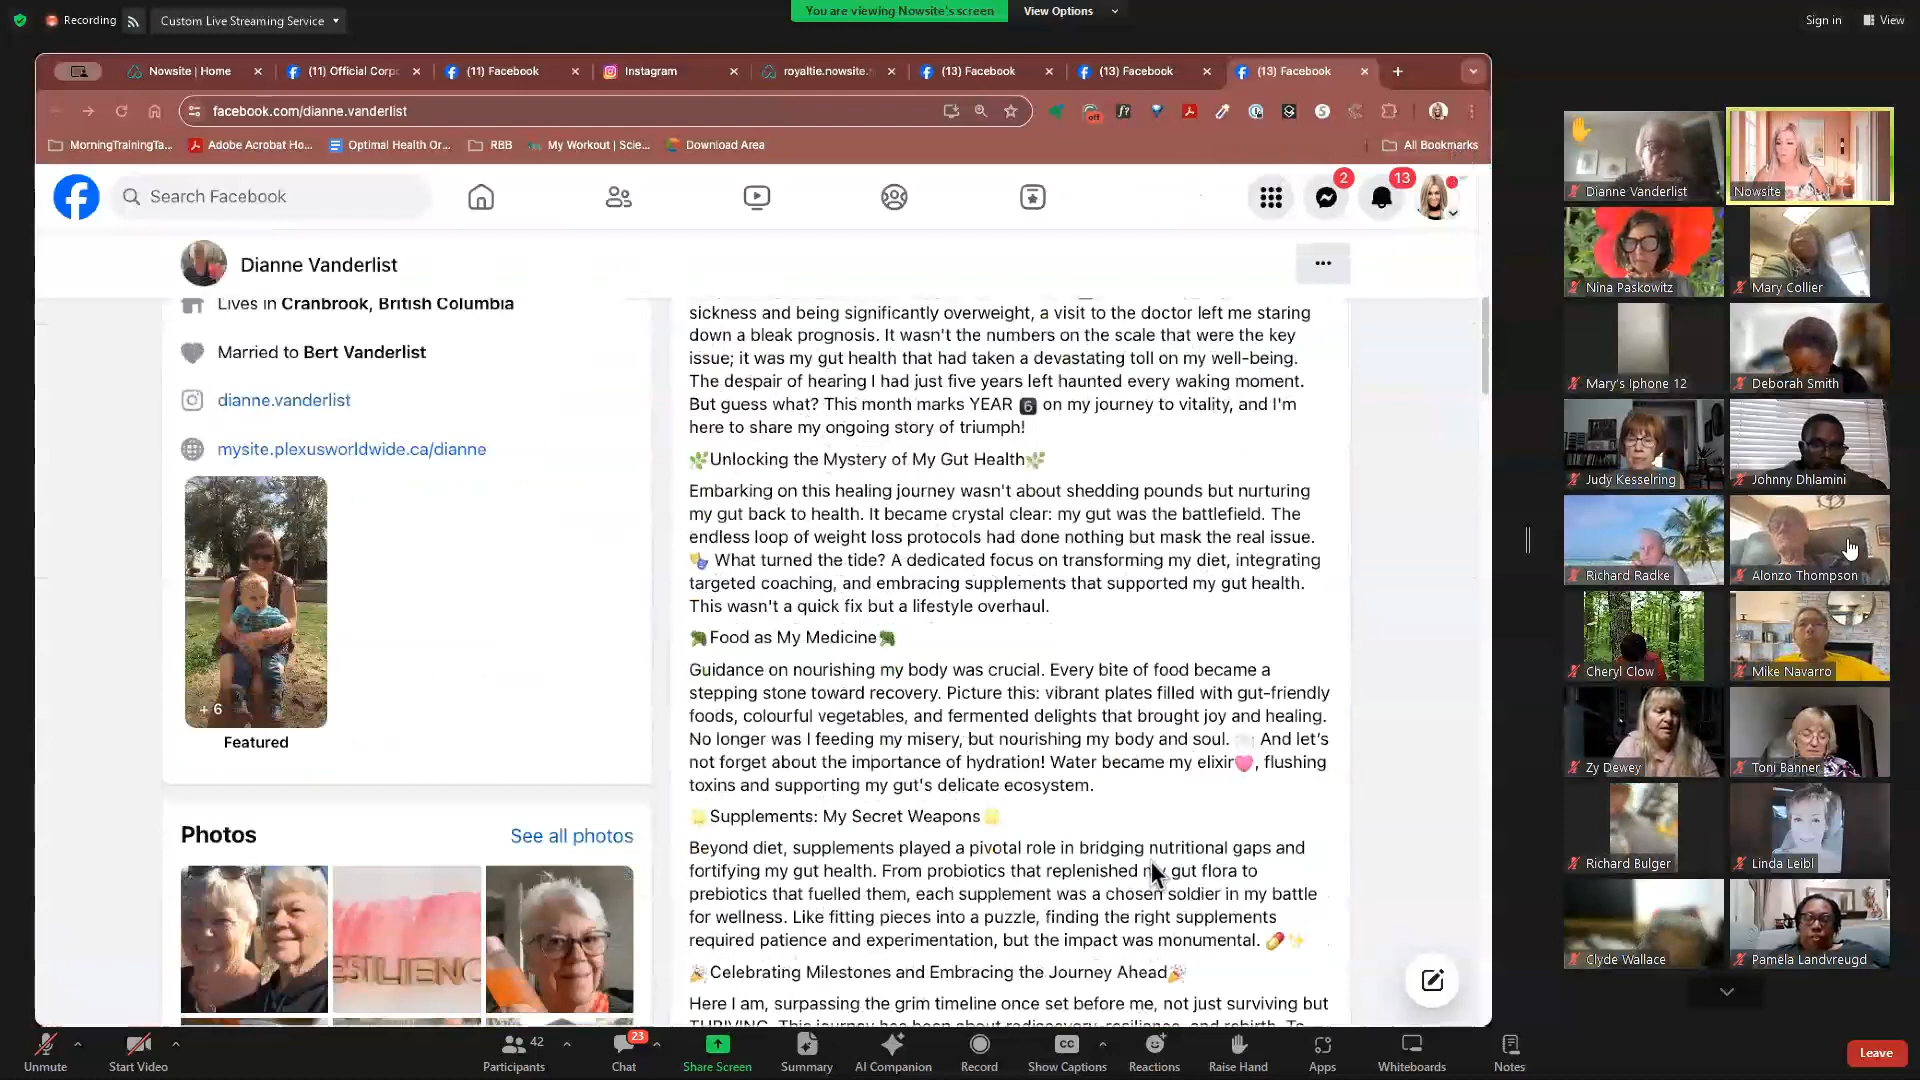 Recording
Custom Live Streaming Service
You are viewing Nowsite's screen
View Options
Sign in
View
Nowsite | Home
(11) Official Corpo
(11) Facebook
Instagram
royaltie.nowsite.
(13) Facebook
(13) Facebook
(13) Facebook
facebook.com/dianne.vanderlist
MorningTrainingTa...
Adobe Acrobat Ho...
Optimal Health Or...
RBB
My Workout | Scie...
Download Area
All Bookmarks
Search Facebook
2
13
Dianne Vanderlist
Lives in Cranbrook, British Columbia
Married to Bert Vanderlist
dianne.vanderlist
mysite.plexusworldwide.ca/dianne
+6
Featured
Photos
See all photos
sickness and being significantly overweight, a visit to the doctor left me staring
down a bleak prognosis. It wasn't the numbers on the scale that were the key
issue; it was my gut health that had taken a devastating toll on my well-being.
The despair of hearing I had just five years left haunted every waking moment.
But guess what? This month marks YEAR 6 on my journey to vitality, and I'm
here to share my ongoing story of triumph!
🌿Unlocking the Mystery of My Gut Health🌿
Embarking on this healing journey wasn't about shedding pounds but nurturing
my gut back to health. It became crystal clear: my gut was the battlefield. The
endless loop of weight loss protocols had done nothing but mask the real issue.
🎭 What turned the tide? A dedicated focus on transforming my diet, integrating
targeted coaching, and embracing supplements that supported my gut health.
This wasn't a quick fix but a lifestyle overhaul.
🥦Food as My Medicine🥦
Guidance on nourishing my body was crucial. Every bite of food became a
stepping stone toward recovery. Picture this: vibrant plates filled with gut-friendly
foods, colourful vegetables, and fermented delights that brought joy and healing.
No longer was I feeding my misery, but nourishing my body and soul. And let's
not forget about the importance of hydration! Water became my elixir🩷, flushing
toxins and supporting my gut's delicate ecosystem.
Supplements: My Secret Weapons
Beyond diet, supplements played a pivotal role in bridging nutritional gaps and
fortifying my gut health. From probiotics that replenished my gut flora to
prebiotics that fuelled them, each supplement was a chosen soldier in my battle
for wellness. Like fitting pieces into a puzzle, finding the right supplements
required patience and experimentation, but the impact was monumental. 💊✨
🎉Celebrating Milestones and Embracing the Journey Ahead🎉
Here I am, surpassing the grim timeline once set before me, not just surviving but
THRIVING. This journey has been about rediscovery, resilience, and rebirth. To
Dianne Vanderlist
Nowsite
Nina Paskowitz
Mary Collier
Mary's Iphone 12
Deborah Smith
Judy Kesselring
Johnny Dhlamini
Richard Radke
Alonzo Thompson
Cheryl Clow
Mike Navarro
Zy Dewey
Toni Bahner
Richard Bulger
Linda Leibl
Clyde Wallace
Pamela Landvreugd
Unmute
Start Video
42
Participants
23
Chat
Share Screen
Summary
AI Companion
Record
CC
Show Captions
Reactions
Raise Hand
Apps
Whiteboards
Notes
Leave